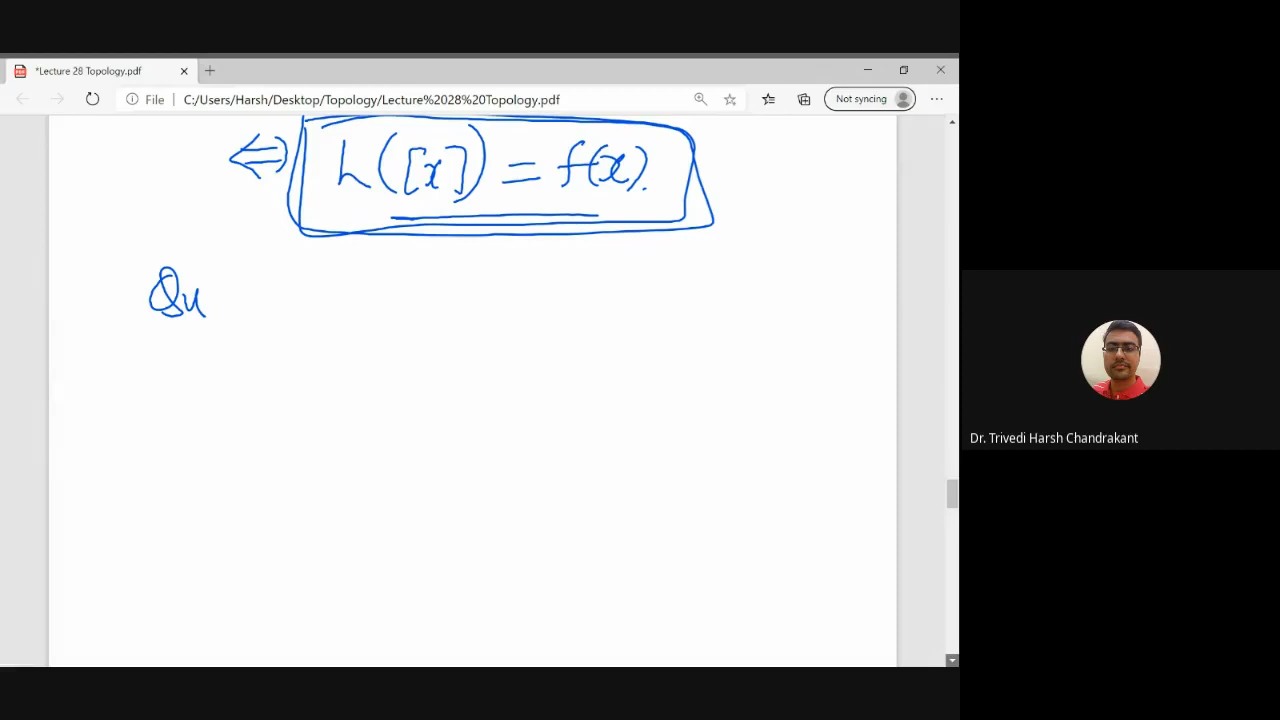 *Lecture 28 Topology.pdf
File | C:/Users/Harsh/Desktop/Topology/Lecture%2028%20Topology.pdf
Not syncing
⇔ h([x]) = f(x).
Qu
Dr. Trivedi Harsh Chandrakant